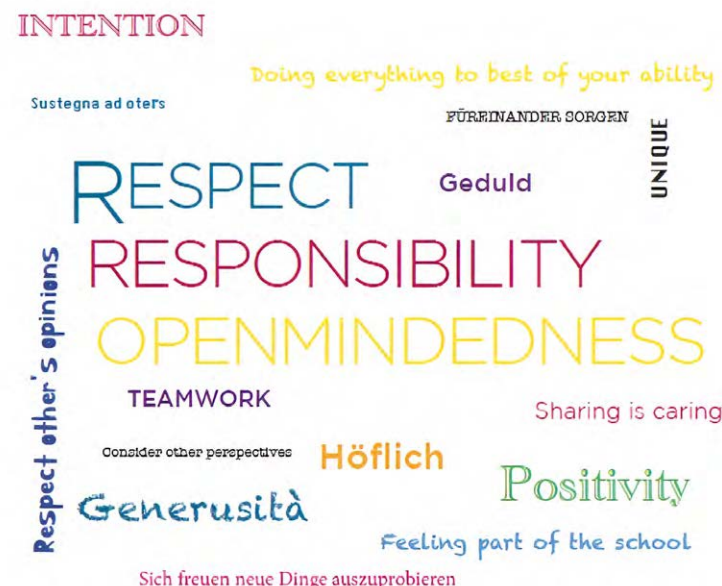 INTENTION
Doing everything to best of your ability
Sustegna ad oters
FÜREINANDER SORGEN
UNIQUE
RESPECT
Geduld
RESPONSIBILITY
OPENMINDEDNESS
Respect other's opinions
TEAMWORK
Sharing is caring
Consider other perspectives
Höflich
Positivity
Generusità
Feeling part of the school
Sich freuen neue Dinge auszuprobieren